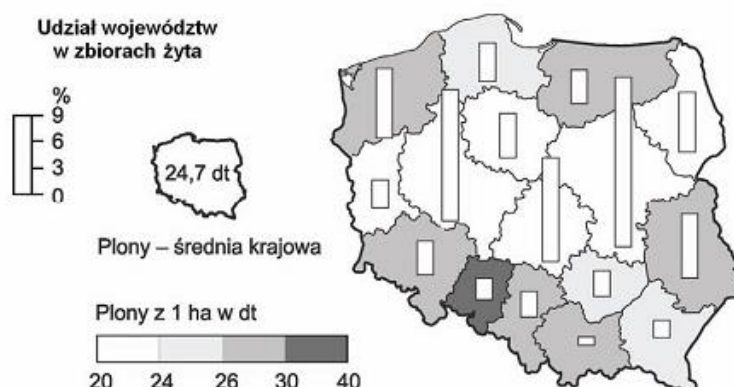 Udział województw
w zbiorach żyta
%
9
6
3
0
24,7 dt
Plony – średnia krajowa
Plony z 1 ha w dt
20 24 26 30 40